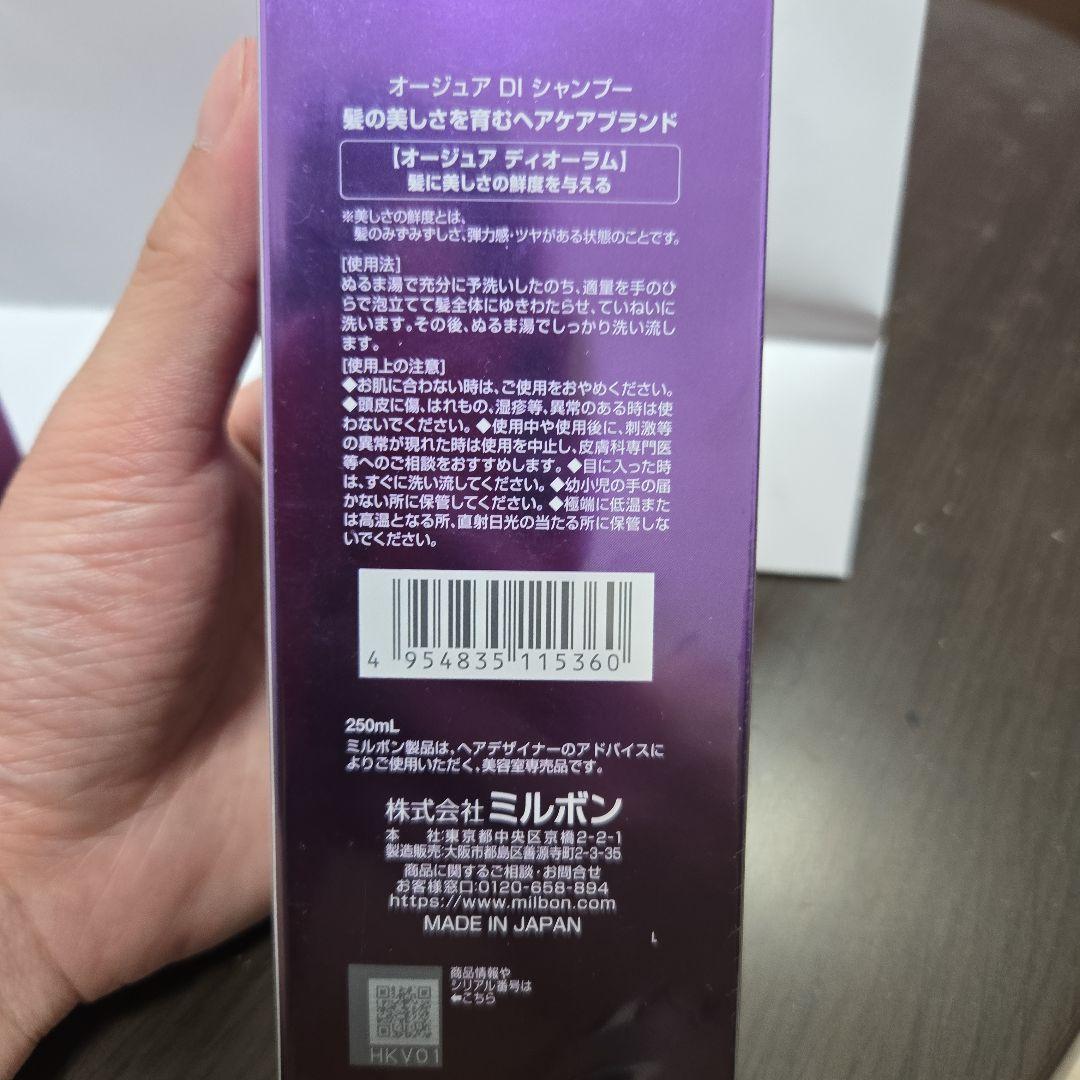 オージュア DI シャンプー
髪の美しさを育むヘアケアブランド
【オージュア ディオーラム】
髪に美しさの鮮度を与える
※美しさの鮮度とは、
髪のみずみずしさ、弾力感・ツヤがある状態のことです。
[使用法]
ぬるま湯で充分に予洗いしたのち、適量を手のひ
らで泡立てて髪全体にゆきわたらせ、ていねいに
洗います。その後、ぬるま湯でしっかり洗い流し
ます。
[使用上の注意]
◆お肌に合わない時は、ご使用をおやめください。
◆頭皮に傷、はれもの、湿疹等、異常のある時は使
わないでください。◆使用中や使用後に、刺激等
の異常が現れた時は使用を中止し、皮膚科専門医
等へのご相談をおすすめします。◆目に入った時
は、すぐに洗い流してください。◆幼小児の手の届
かない所に保管してください。◆極端に低温また
は高温となる所、直射日光の当たる所に保管しな
いでください。
4 954835 115360
250mL
ミルボン製品は、ヘアデザイナーのアドバイスに
よりご使用いただく、美容室専売品です。
株式会社 ミルボン
本 社:東京都中央区京橋2-2-1
製造販売:大阪市都島区善源寺町2-3-35
商品に関するご相談・お問合せ
お客様窓口:0120-658-894
https://www.milbon.com
MADE IN JAPAN
L
商品情報や
シリアル番号は
⬅こちら
HKV01